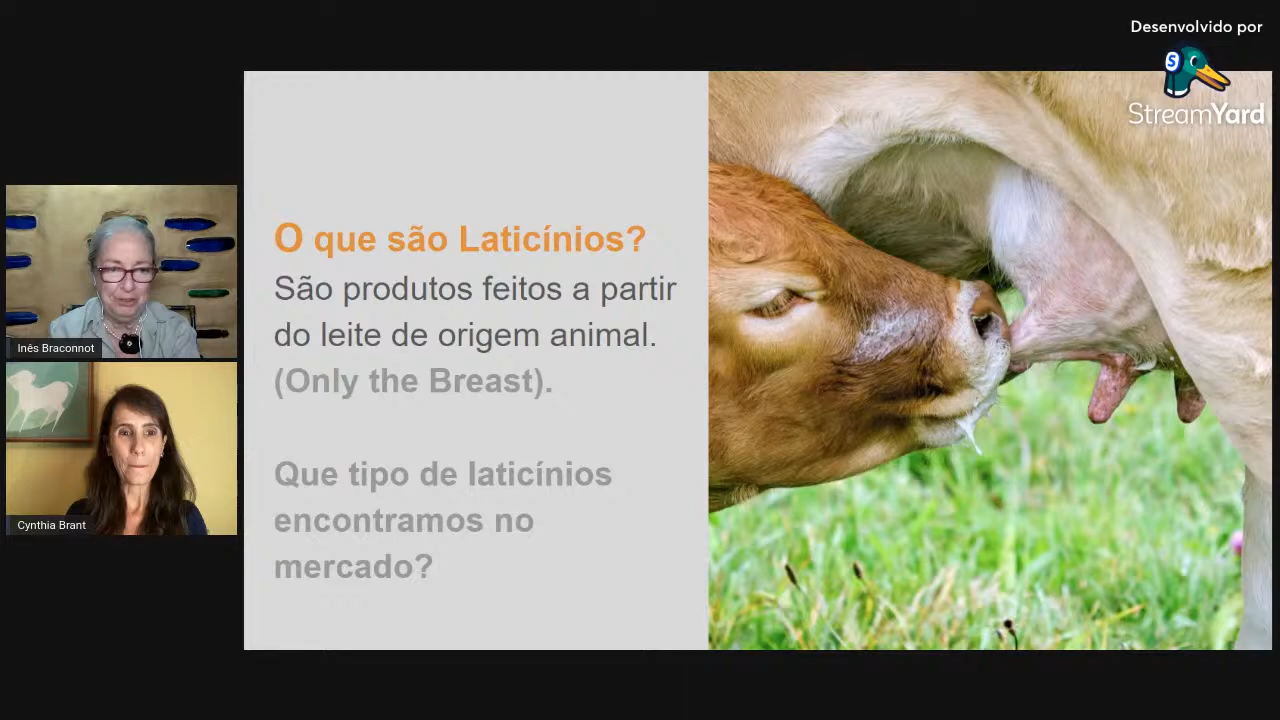 Desenvolvido por
StreamYard
O que são Laticínios?
São produtos feitos a partir
do leite de origem animal.
(Only the Breast).
Que tipo de laticínios
encontramos no
mercado?
Inês Braconnot
Cynthia Brant